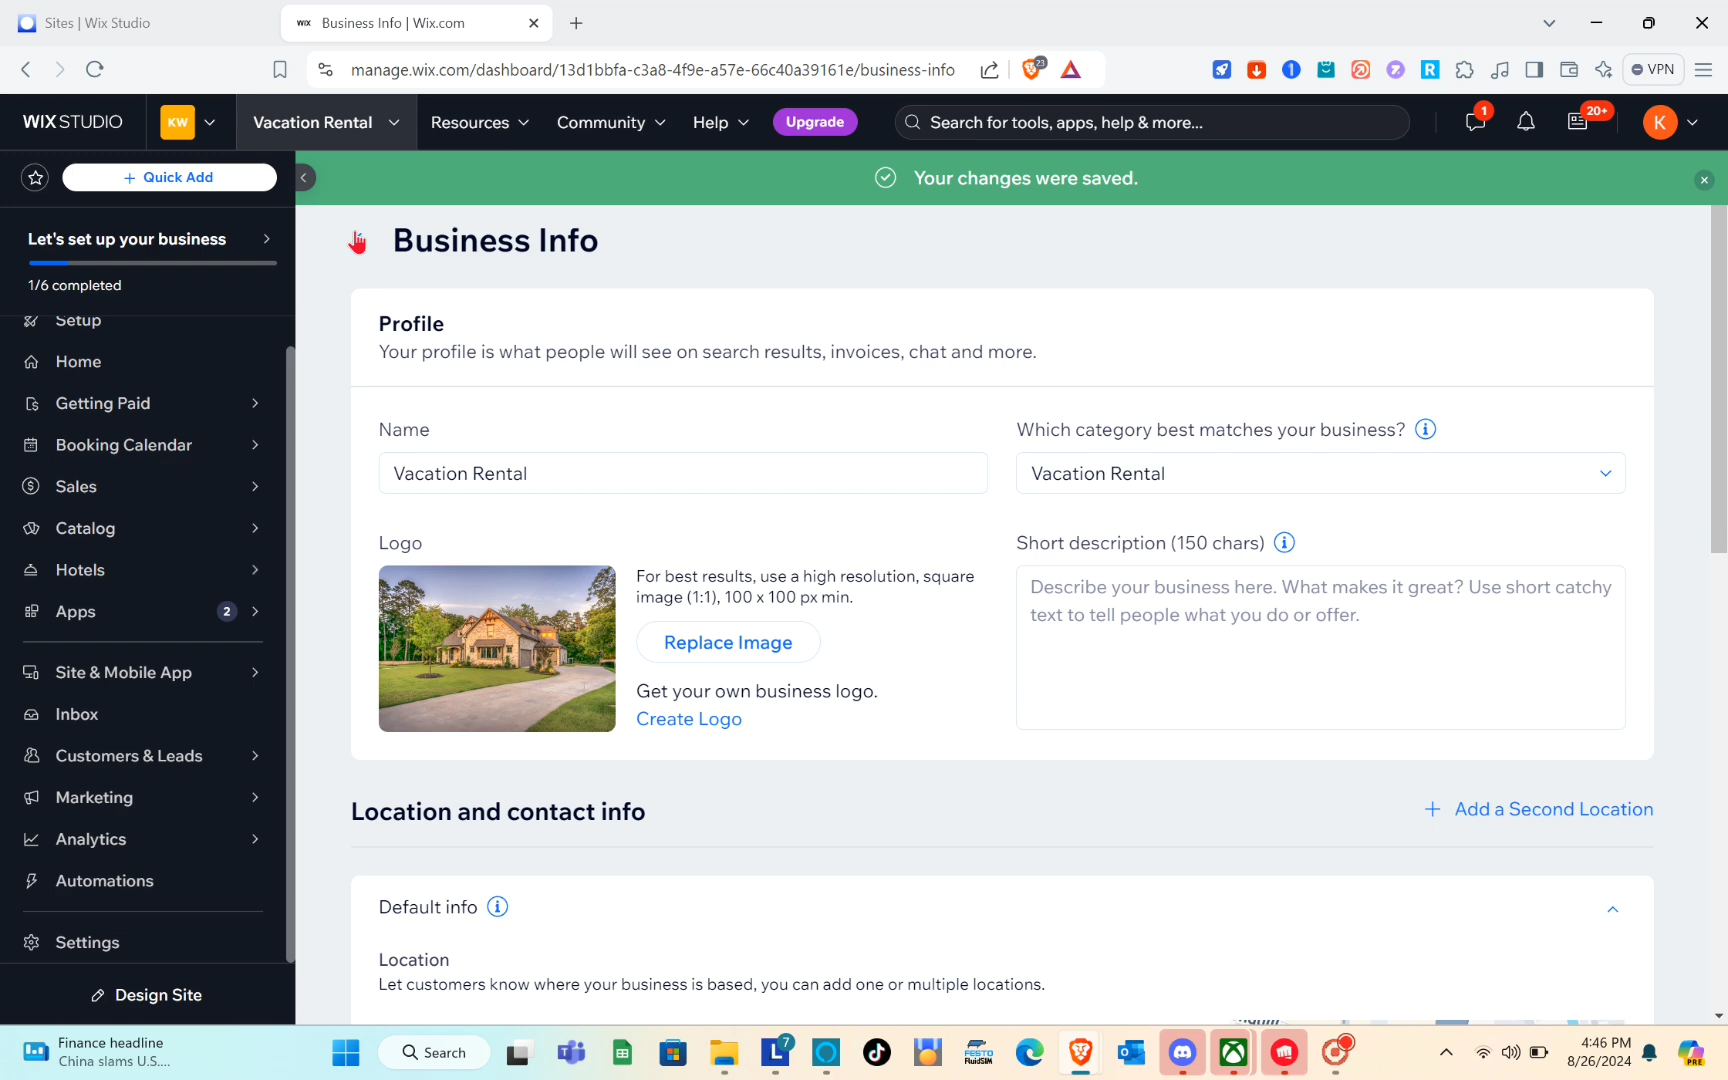 Sites | Wix Studio
WiX Business Info | Wix.com
manage.wix.com/dashboard/13d1bbfa-c3a8-4f9e-a57e-66c40a39161e/business-info
23
VPN
WIXSTUDIO
KW
Vacation Rental
Resources
Community
Help
Upgrade
Search for tools, apps, help & more...
1
20+
K
Quick Add
Your changes were saved.
Let's set up your business
1/6 completed
Setup
Home
Getting Paid
Booking Calendar
Sales
Catalog
Hotels
Apps 2
Site & Mobile App
Inbox
Customers & Leads
Marketing
Analytics
Automations
Settings
Design Site
Business Info
Profile
Your profile is what people will see on search results, invoices, chat and more.
Name
Vacation Rental
Which category best matches your business?
Vacation Rental
Logo
For best results, use a high resolution, square
image (1:1), 100 x 100 px min.
Replace Image
Get your own business logo.
Create Logo
Short description (150 chars)
Describe your business here. What makes it great? Use short catchy
text to tell people what you do or offer.
Location and contact info
+ Add a Second Location
Default info
Location
Let customers know where your business is based, you can add one or multiple locations.
Finance headline
China slams U.S....
Search
7
FESTO
FluidSIM
4:46 PM
8/26/2024
PRE